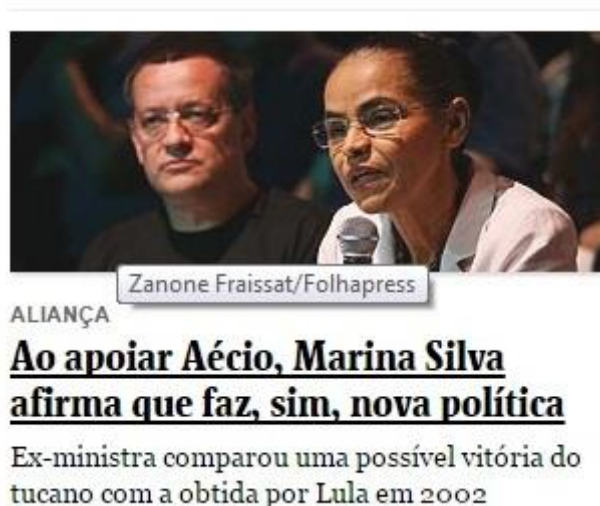 Zanone Fraissat/Folhapress
ALIANÇA
Ao apoiar Aécio, Marina Silva
afirma que faz, sim, nova política
Ex-ministra comparou uma possível vitória do
tucano com a obtida por Lula em 2002